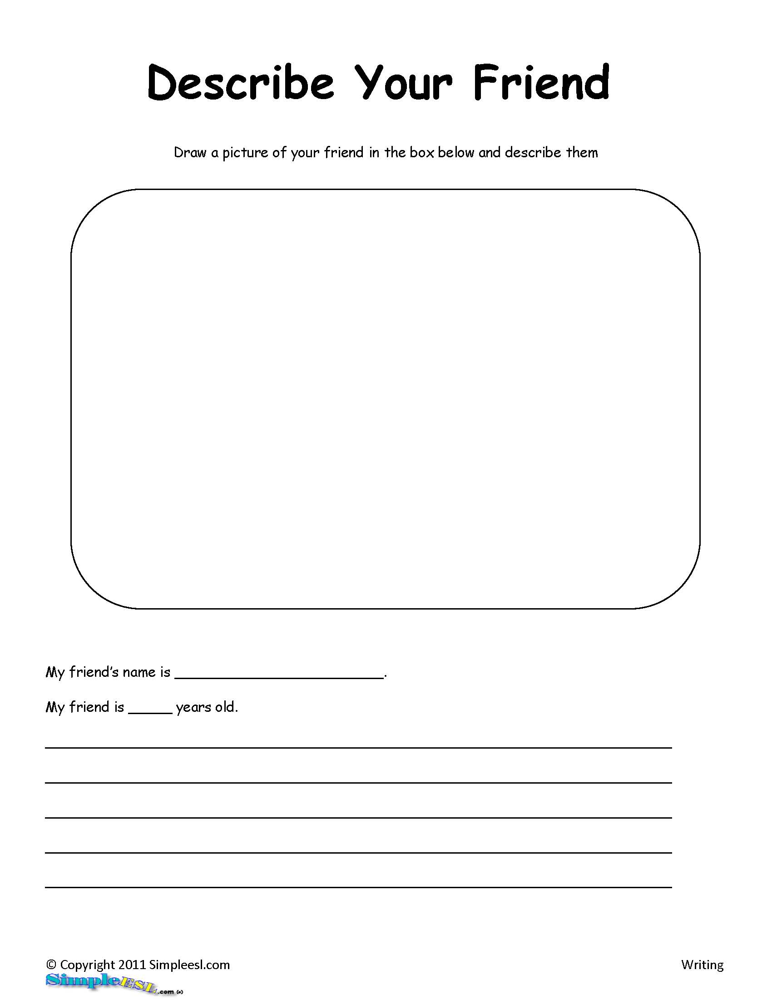 Describe Your Friend
Draw a picture of your friend in the box below and describe them
My friend’s name is ______________________.
My friend is _____ years old.
© Copyright 2011 Simpleesl.com
Writing
SimpleESL.com (e)